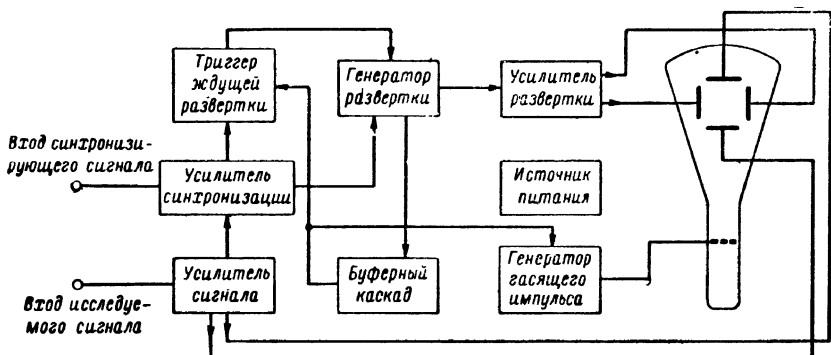 Триггер
ждущей
развертки
Генератор
развертки
Усилитель
развертки
Вход синхронизи-
рующего сигнала
Усилитель
синхронизации
Источник
питания
Усилитель
сигнала
Буферный
каскад
Генератор
гасящего
импульса
Вход исследуе-
мого сигнала